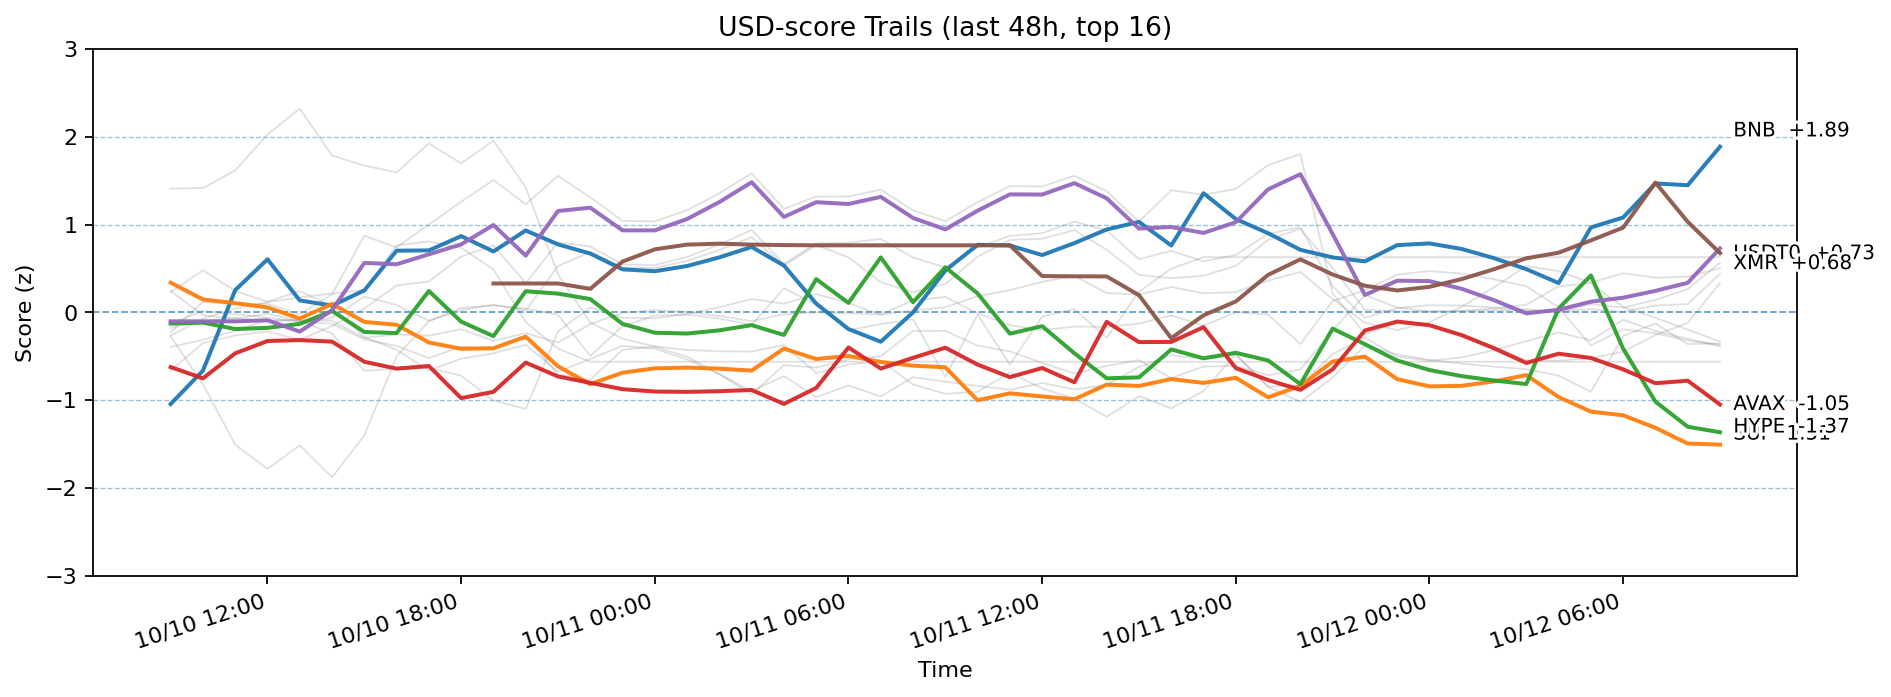 USD-score Trails (last 48h, top 16)
Score (z)
3
2
1
0
−1
−2
−3
BNB +1.89
USDT0 +0.73
XMR +0.68
AVAX -1.05
HYPE -1.37
10/10 12:00
10/10 18:00
10/11 00:00
10/11 06:00
10/11 12:00
10/11 18:00
10/12 00:00
10/12 06:00
Time